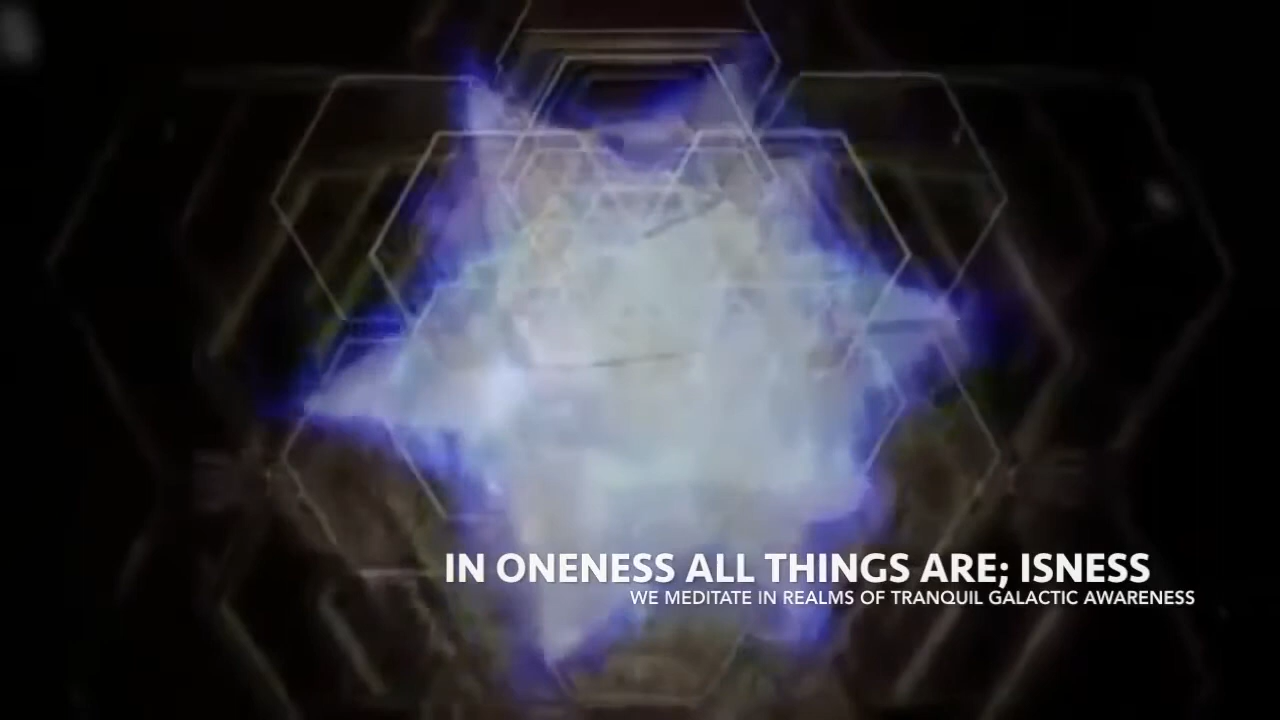 IN ONENESS ALL THINGS ARE; ISNESS
WE MEDITATE IN REALMS OF TRANQUIL GALACTIC AWARENESS